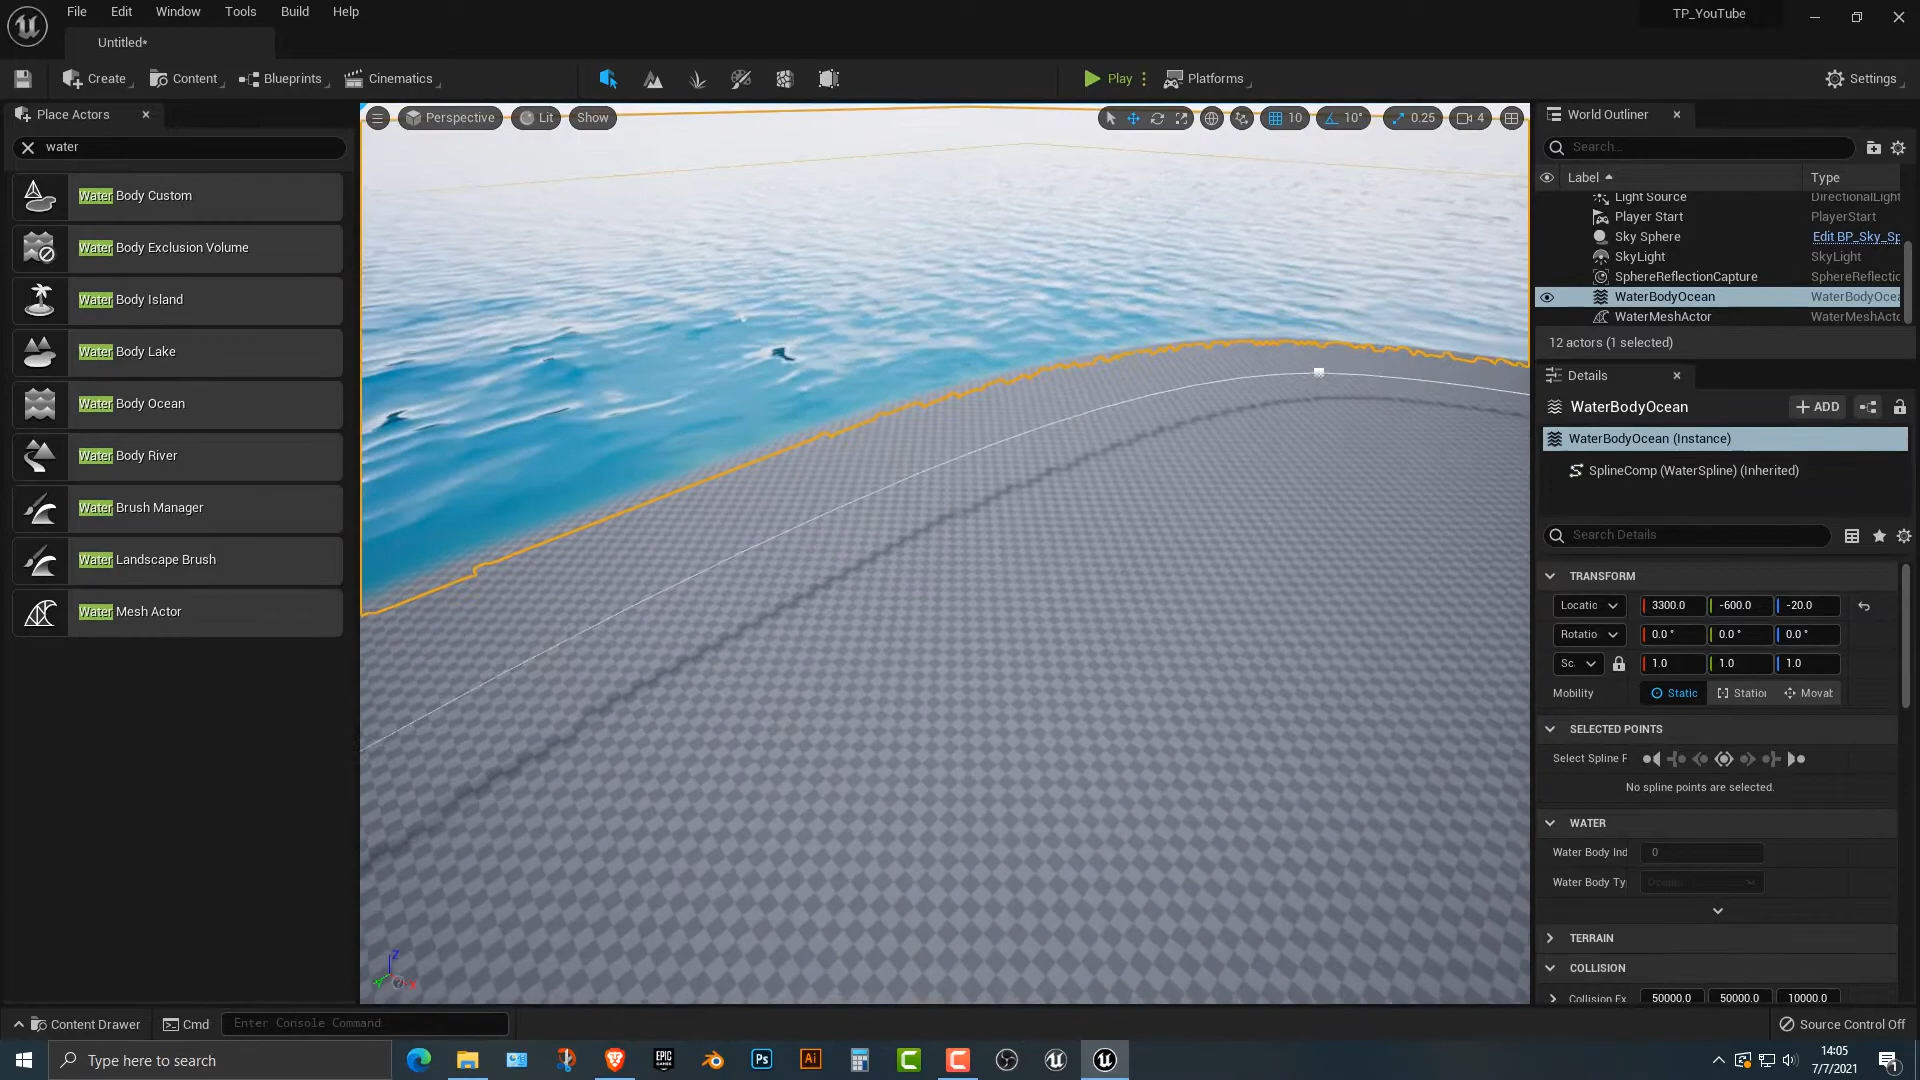 File
Edit
Window
Tools
Build
Help
TP_YouTube
Untitled*
Create
Content
Blueprints
Cinematics
Play
Platforms
Settings
Place Actors
water
Water Body Custom
Water Body Exclusion Volume
Water Body Island
Water Body Lake
Water Body Ocean
Water Body River
Water Brush Manager
Water Landscape Brush
Water Mesh Actor
Perspective
Lit
Show
10
10°
0.25
4
World Outliner
Search...
Label
Type
Light Source
DirectionalLight
Player Start
PlayerStart
Sky Sphere
Edit BP_Sky_Sp
SkyLight
SkyLight
SphereReflectionCapture
SphereReflectic
WaterBodyOcean
WaterBodyOcea
WaterMeshActor
WaterMeshActo
12 actors (1 selected)
Details
WaterBodyOcean
+ ADD
WaterBodyOcean (Instance)
SplineComp (WaterSpline) (Inherited)
Search Details
TRANSFORM
Locatic
3300.0
-600.0
-20.0
Rotatio
0.0 °
0.0 °
0.0 °
Sc
1.0
1.0
1.0
Mobility
Static
Station
Movab
SELECTED POINTS
Select Spline P
No spline points are selected.
WATER
Water Body Ind
0
Water Body Ty
Ocean
TERRAIN
COLLISION
Collision Ex
50000.0
50000.0
10000.0
Z
Content Drawer
Cmd
Enter Console Command
Source Control Off
Type here to search
EPIC
GAMES
Ps
Ai
14:05
7/7/2021
1